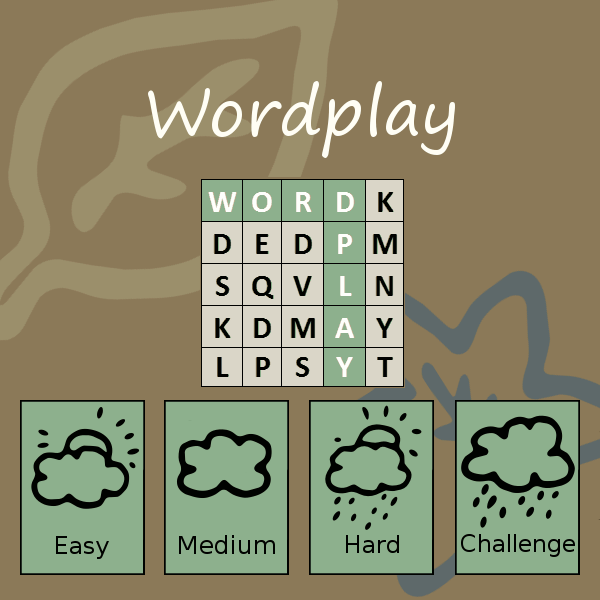 Wordplay
W O R D K
D E D P M
S Q V L N
K D M A Y
L P S Y T
Easy Medium Hard Challenge